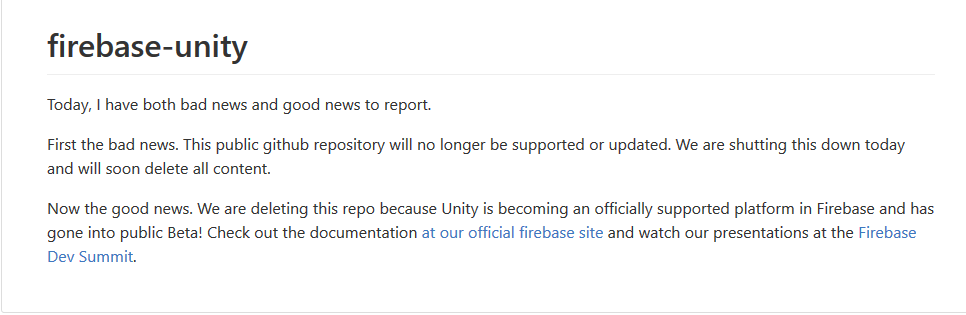 firebase-unity
Today, I have both bad news and good news to report.
First the bad news. This public github repository will no longer be supported or updated. We are shutting this down today
and will soon delete all content.
Now the good news. We are deleting this repo because Unity is becoming an officially supported platform in Firebase and has
gone into public Beta! Check out the documentation at our official firebase site and watch our presentations at the Firebase
Dev Summit.